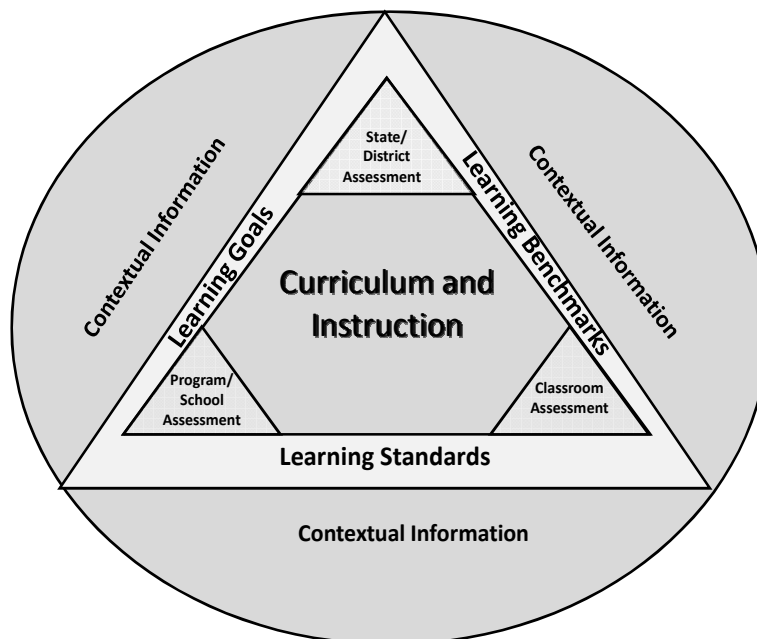 State/
District
Assessment
Contextual Information
Contextual Information
Learning Goals
Learning Benchmarks
Curriculum and
Instruction
Program/
School
Assessment
Classroom
Assessment
Learning Standards
Contextual Information